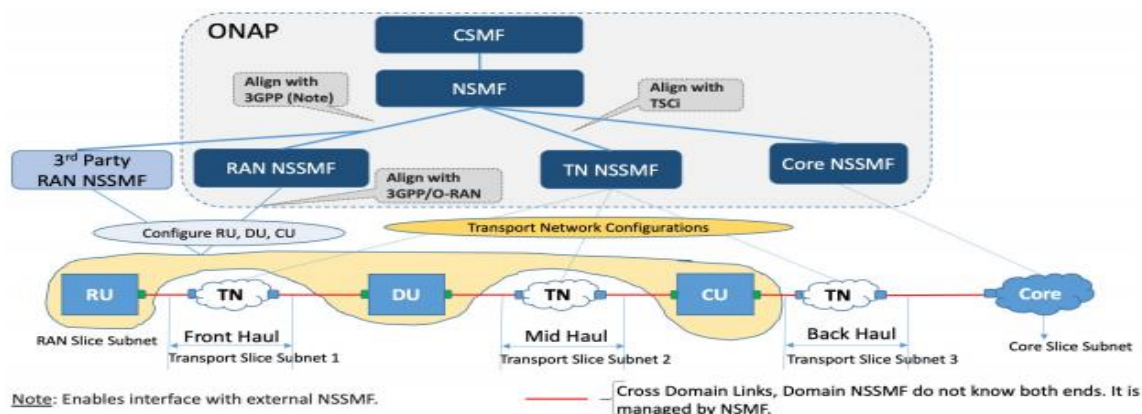 ONAP
CSMF
NSMF
Align with
3GPP (Note)
Align with
TSCi
3rd Party
RAN NSSMF
RAN NSSMF
TN NSSMF
Core NSSMF
Align with
3GPP/O-RAN
Configure RU, DU, CU
Transport Network Configurations
RU
TN
DU
TN
CU
TN
Core
RAN Slice Subnet
Front Haul
Mid Haul
Back Haul
Core Slice Subnet
Transport Slice Subnet 1
Transport Slice Subnet 2
Transport Slice Subnet 3
Note: Enables interface with external NSSMF.
Cross Domain Links, Domain NSSMF do not know both ends. It is
managed by NSMF.